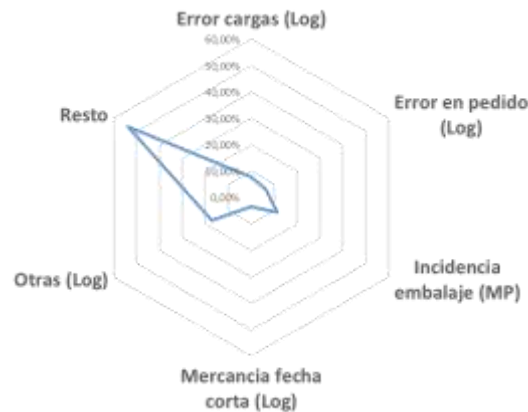 Error cargas (Log)
60,00%
50,00%
40,00%
30,00%
20,00%
10,00%
0,00%
Error en pedido
(Log)
Incidencia
embalaje (MP)
Mercancia fecha
corta (Log)
Otras (Log)
Resto